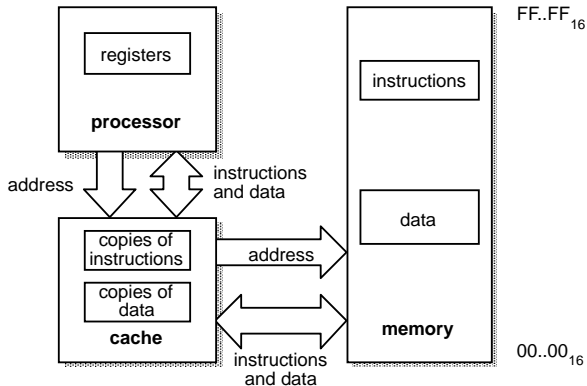 registers
processor
address
instructions
and data
copies of
instructions
copies of
data
cache
address
instructions
and data
instructions
data
memory
FF..FF16
00..0016